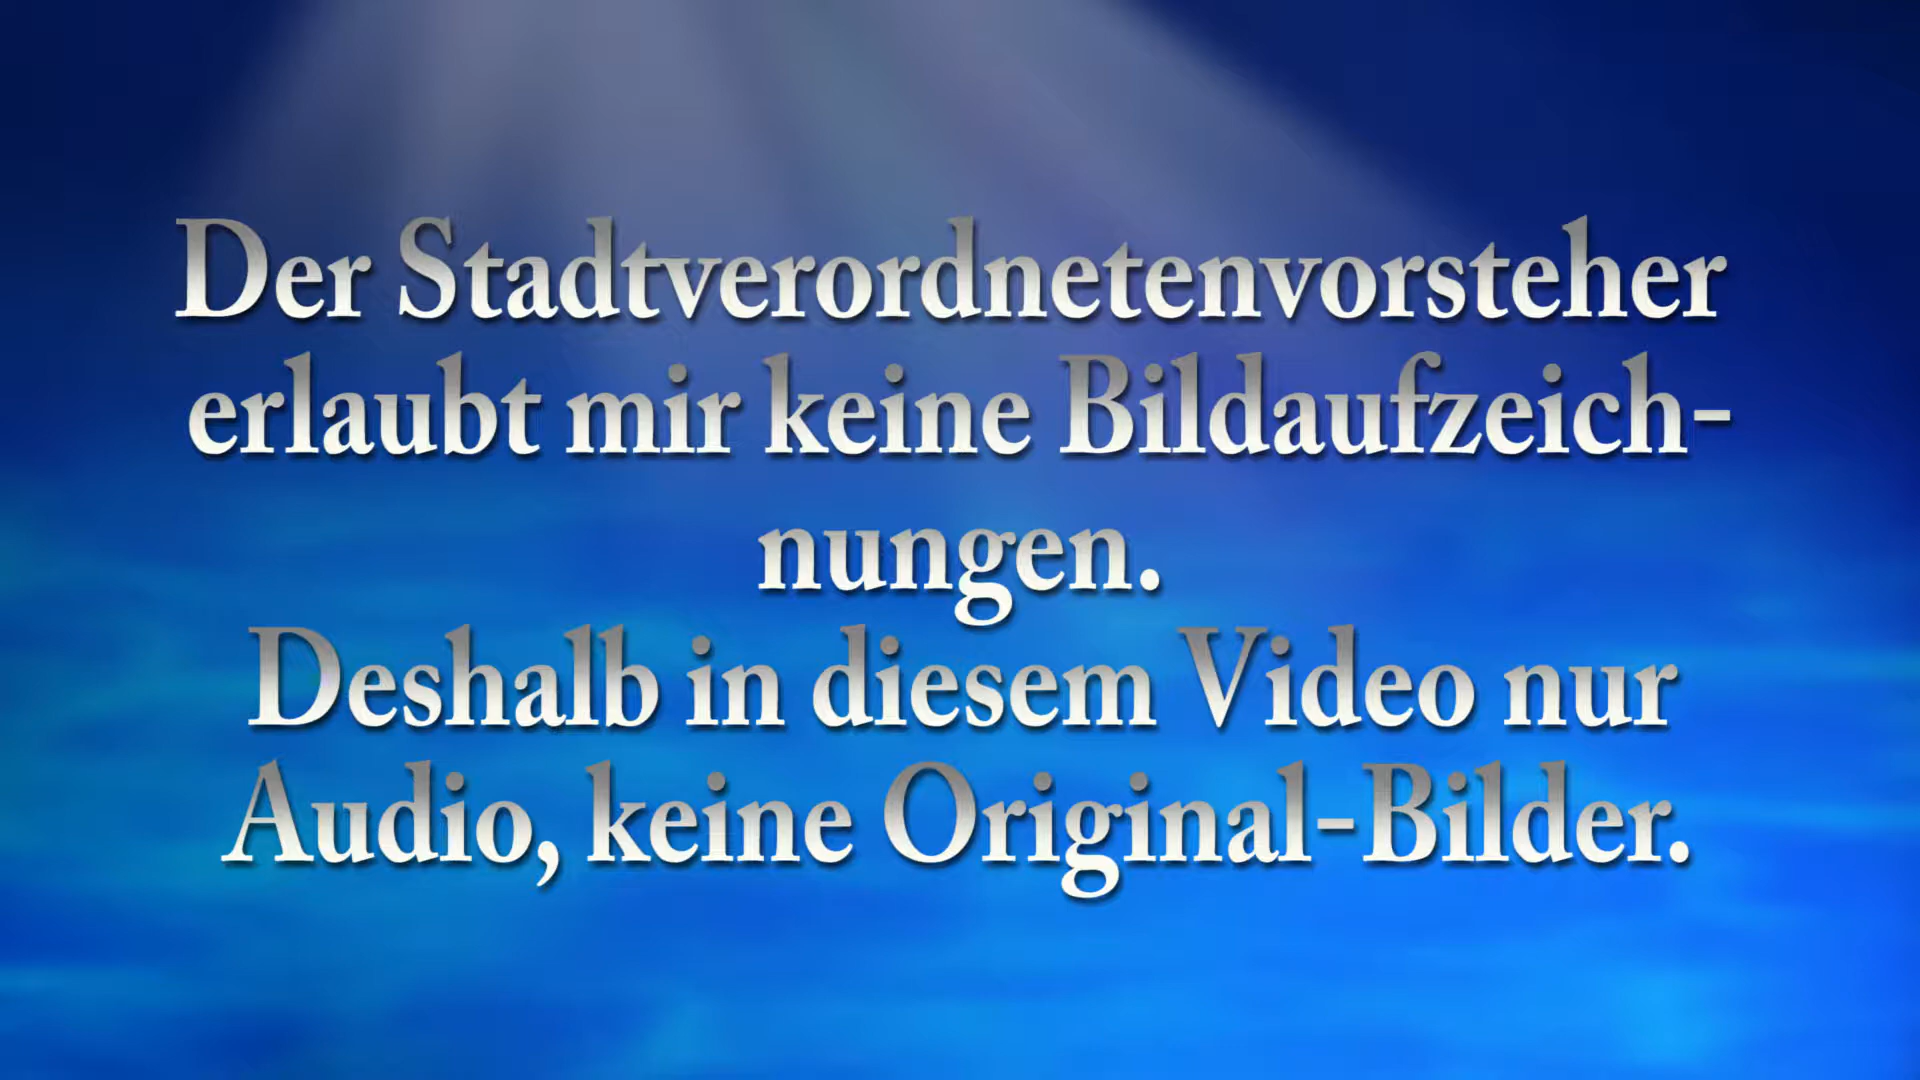 Der Stadtverordnetenvorsteher
erlaubt mir keine Bildaufzeich-
nungen.
Deshalb in diesem Video nur
Audio, keine Original-Bilder.